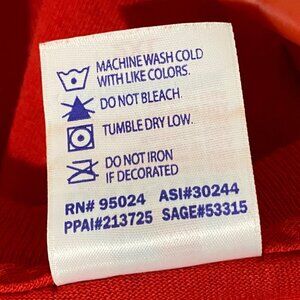 MACHINE WASH COLD
WITH LIKE COLORS.
DO NOT BLEACH.
TUMBLE DRY LOW.
DO NOT IRON
IF DECORATED
RN# 95024 ASI#30244
PPAI#213725 SAGE#53315